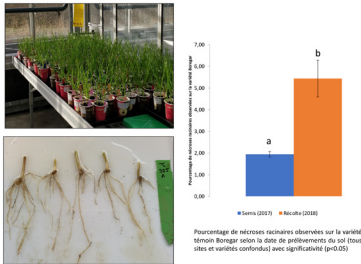 7,00
6,00
5,00
4,00
3,00
2,00
1,00
0,00
Pourcentage de nécroses racinaires observées sur la variété Boregar
a
b
Semis (2017)
Récolte (2018)
Pourcentage de nécroses racinaires observées sur la variété
témoin Boregar selon la date de prélèvements du sol (tous
sites et variétés confondus) avec significativité (p<0.05)